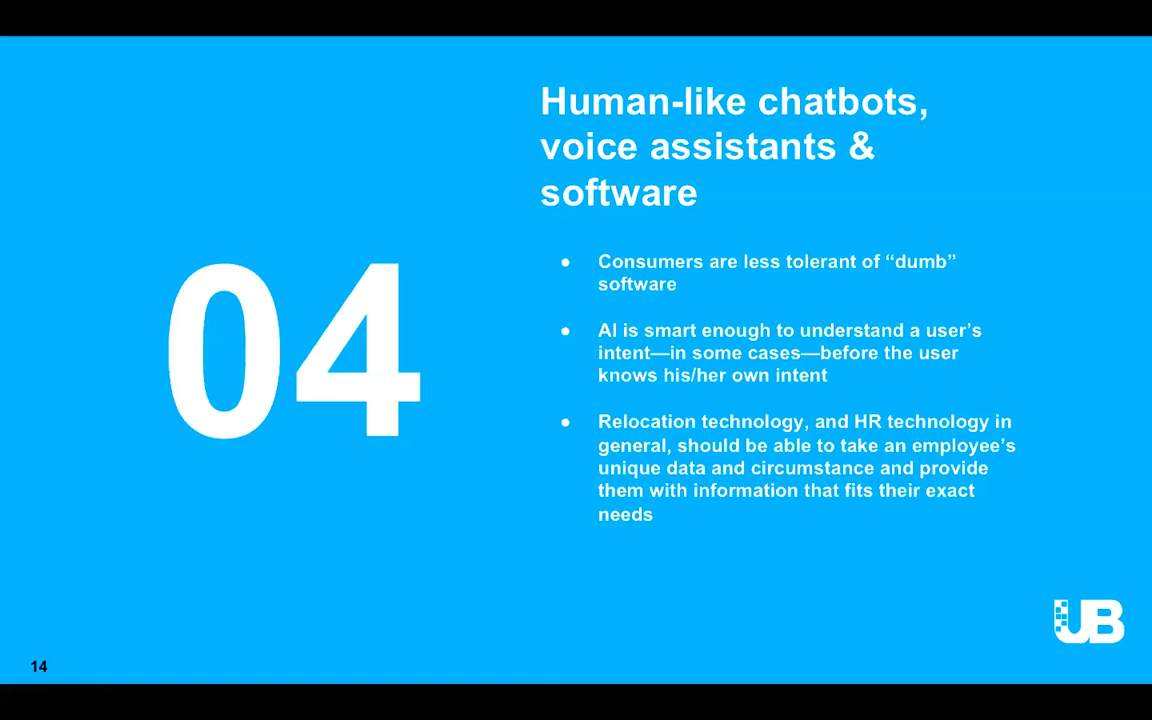 Human-like chatbots,
voice assistants &
software
04
● Consumers are less tolerant of “dumb”
software
● AI is smart enough to understand a user’s
intent—in some cases—before the user
knows his/her own intent
● Relocation technology, and HR technology in
general, should be able to take an employee’s
unique data and circumstance and provide
them with information that fits their exact
needs
UB
14